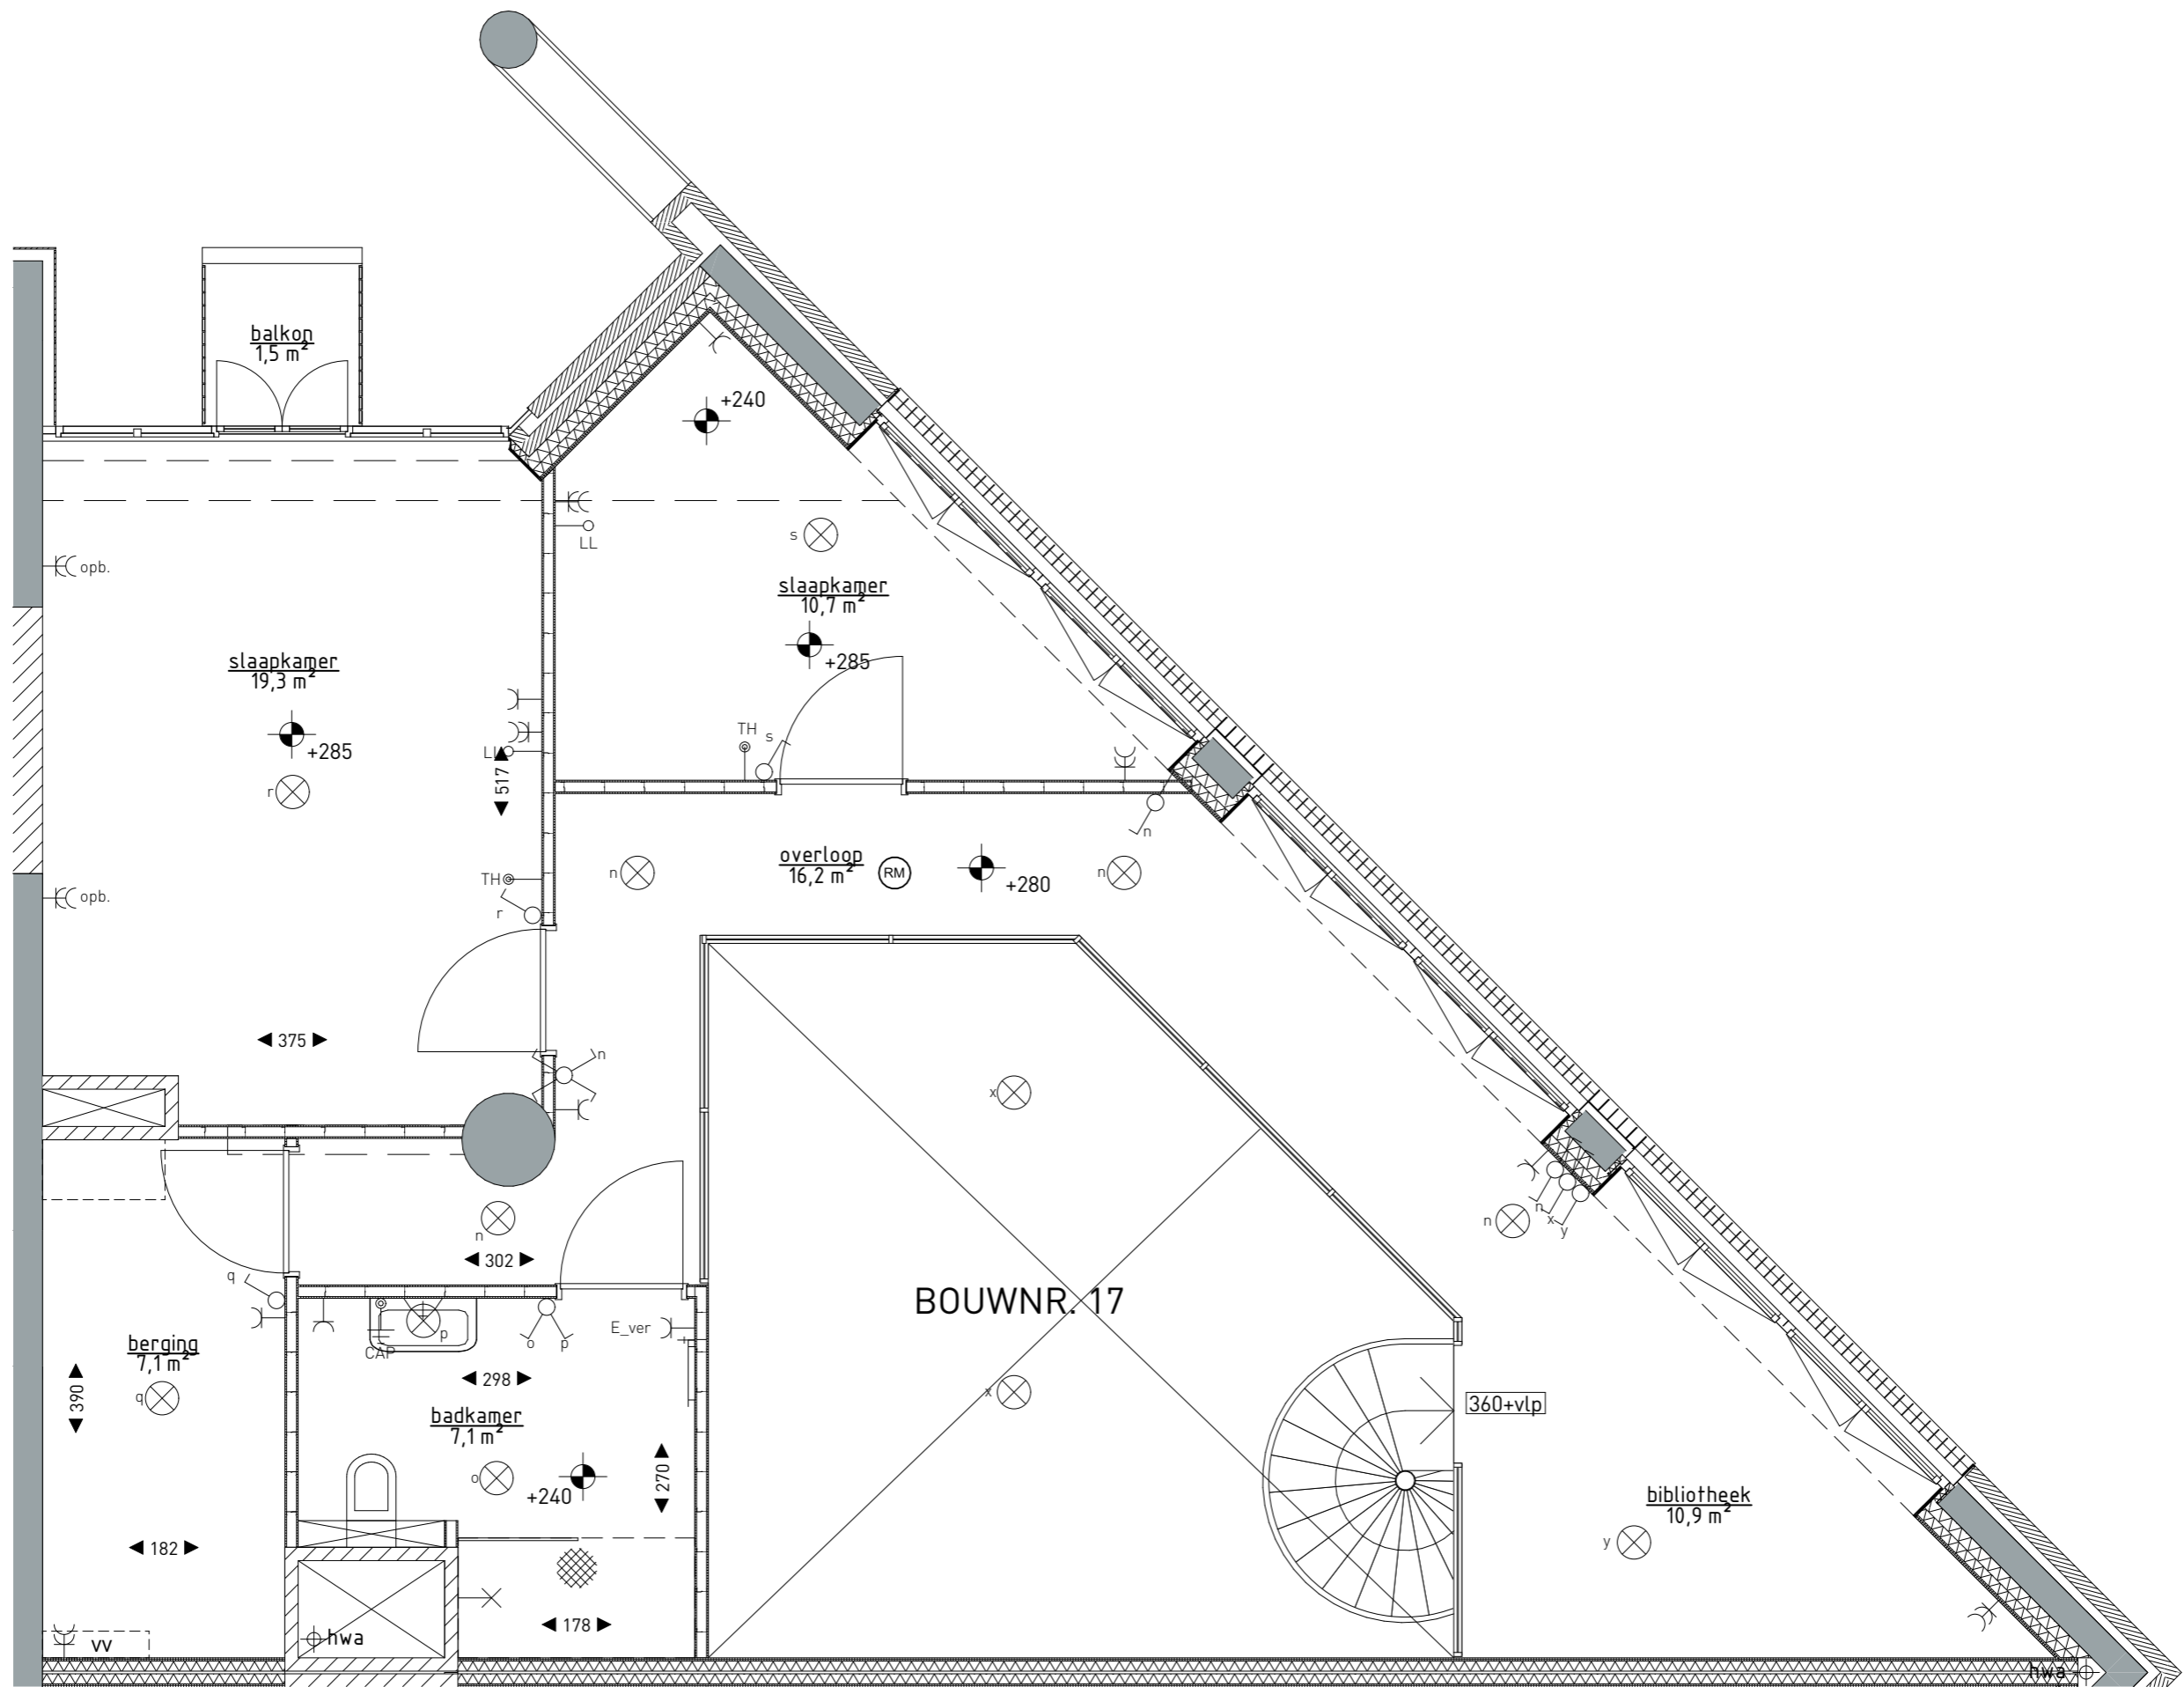 balkon
1,5 m²
+240
LL
s
opb.
slaapkamer
10,7 m²
+285
slaapkamer
19,3 m²
+285
TH
s
LL
517
r
n
overloop
16,2 m²
RM
n
n
+280
TH
opb.
r
375
n
x
n
302
n
n
x
y
q
BOUWNR. 17
E_ver
p
o
p
CAP
berging
7,1 m²
298
390
q
x
360+vlp
badkamer
7,1 m²
o
+240
270
bibliotheek
10,9 m²
y
182
178
hwa
VV
hwa